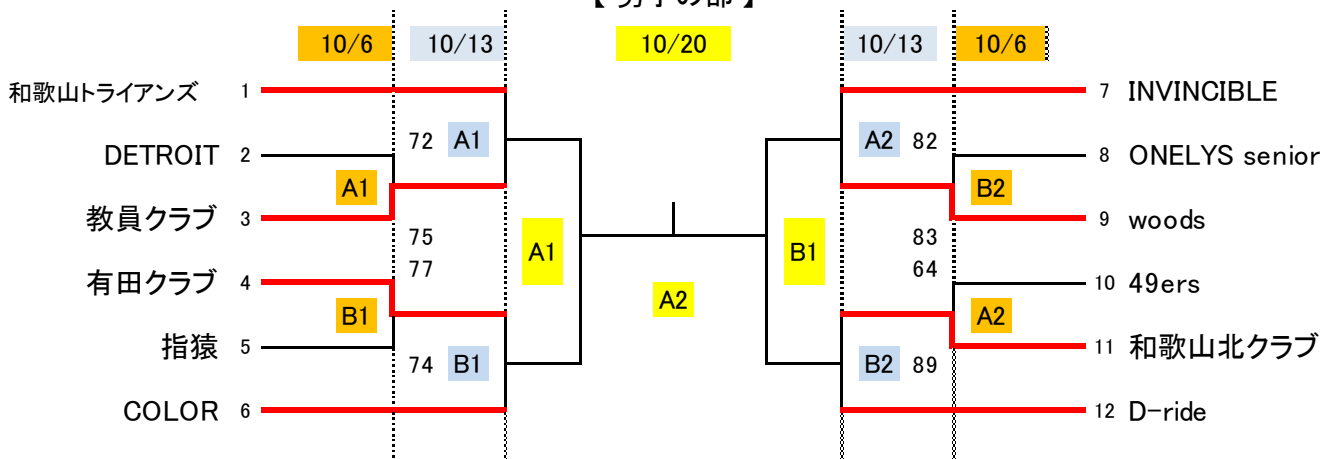 【 男子の部 】
10/6 10/13 10/20 10/13 10/6
和歌山トライアンズ 1 7 INVINCIBLE
72 A1 A2 82
DETROIT 2 8 ONELYS senior
A1 B2
教員クラブ 3 9 woods
75 83
A1 B1
77 64
有田クラブ 4 10 49ers
A2
B1 A2
指猿 5 11 和歌山北クラブ
74 B1 B2 89
COLOR 6 12 D-ride